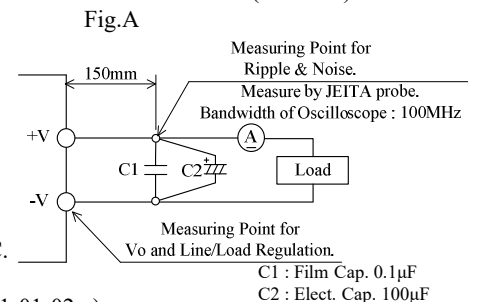 Fig.A
Measuring Point for
Ripple & Noise.
150mm
Measure by JEITA probe.
Bandwidth of Oscilloscope : 100MHz
+V
A
C1
+
C2
Load
-V
Measuring Point for
Vo and Line/Load Regulation.
C1 : Film Cap. 0.1µF
C2 : Elect. Cap. 100µF